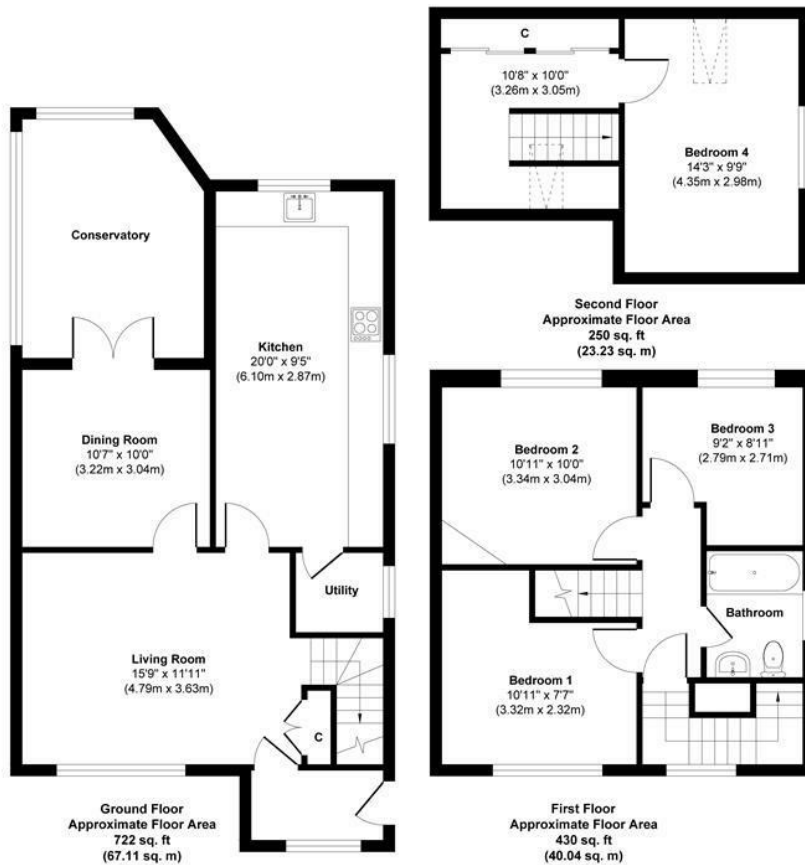 Conservatory
Kitchen
20'0" x 9'5"
(6.10m x 2.87m)
Dining Room
10'7" x 10'0"
(3.22m x 3.04m)
Utility
Living Room
15'9" x 11'11"
(4.79m x 3.63m)
C
Ground Floor
Approximate Floor Area
722 sq. ft
(67.11 sq. m)
C
10'8" x 10'0"
(3.26m x 3.05m)
Bedroom 4
14'3" x 9'9"
(4.35m x 2.98m)
Second Floor
Approximate Floor Area
250 sq. ft
(23.23 sq. m)
Bedroom 2
10'11" x 10'0"
(3.34m x 3.04m)
Bedroom 3
9'2" x 8'11"
(2.79m x 2.71m)
Bathroom
Bedroom 1
10'11" x 7'7"
(3.32m x 2.32m)
First Floor
Approximate Floor Area
430 sq. ft
(40.04 sq. m)